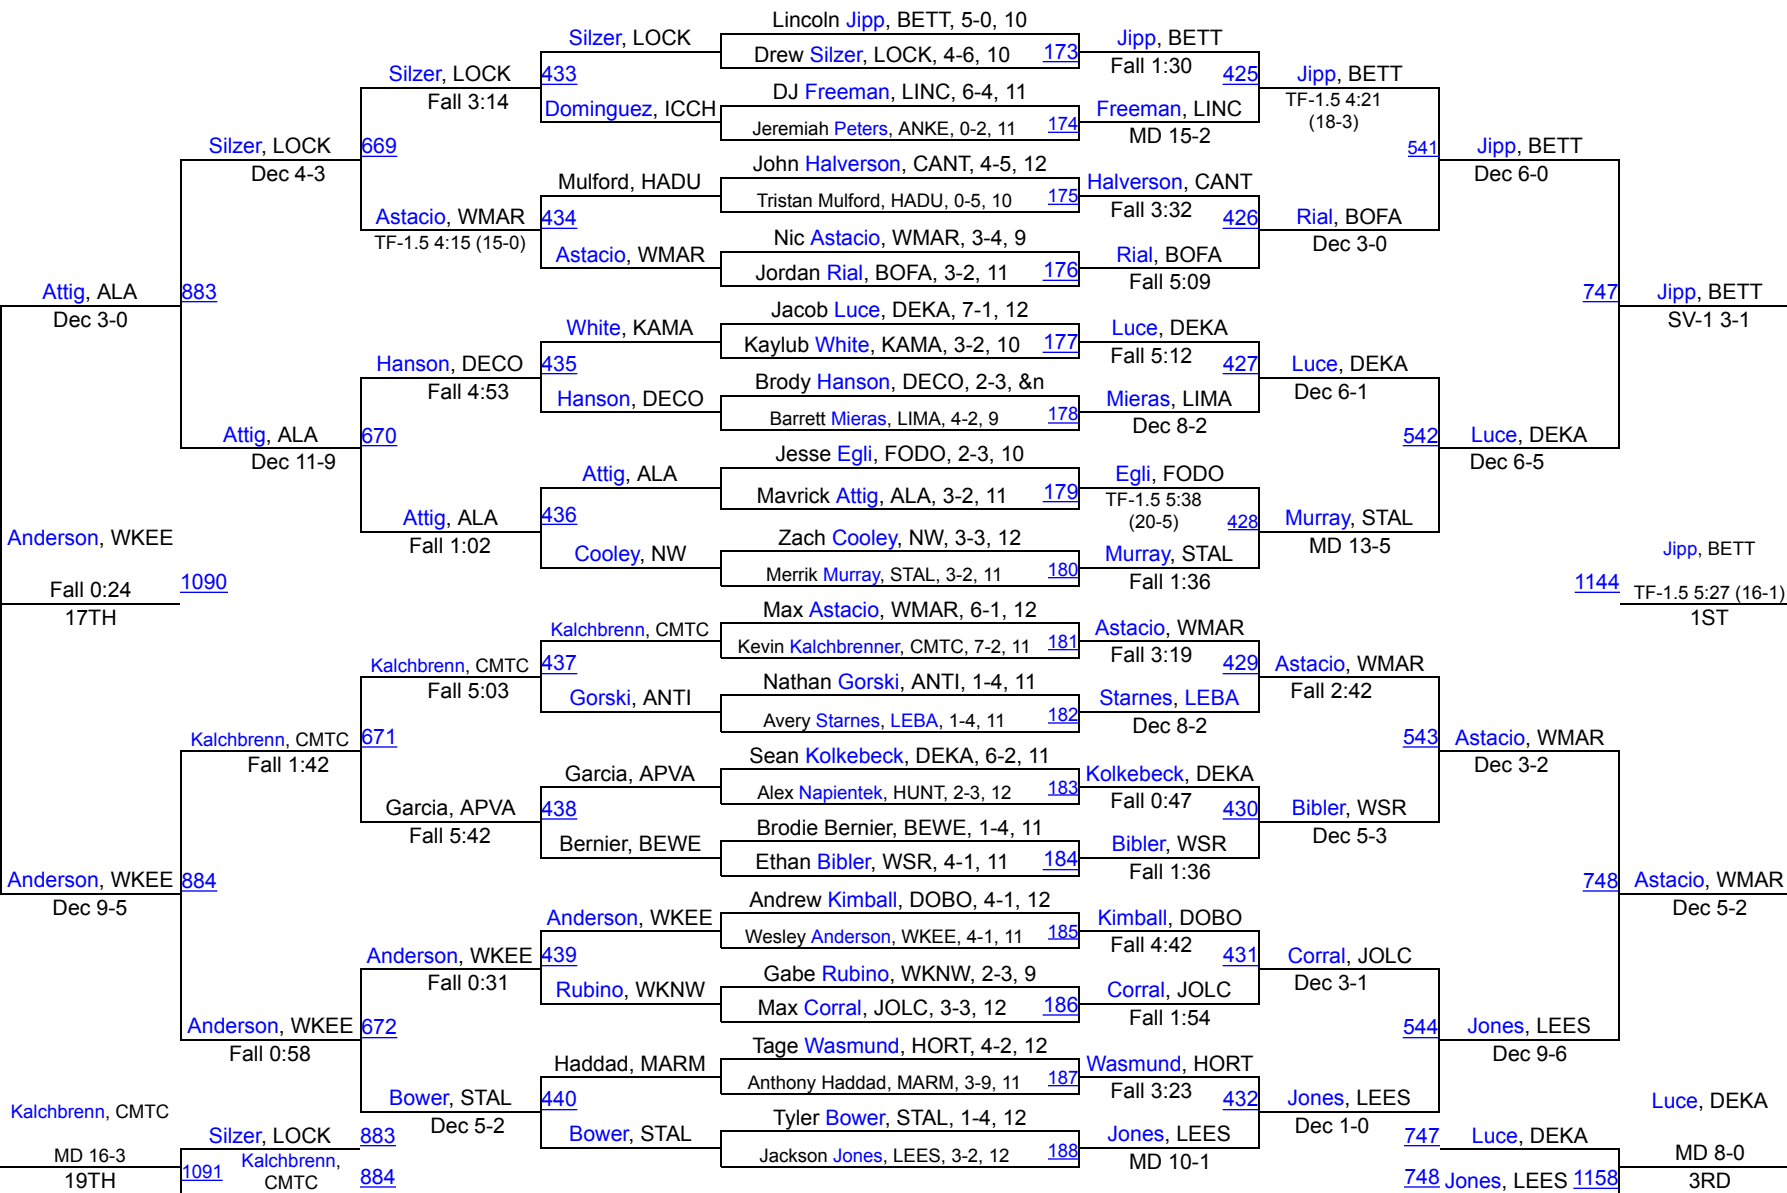 Lincoln Jipp, BETT, 5-0, 10
Silzer, LOCK
Jipp, BETT
Drew Silzer, LOCK, 4-6, 10 173
Silzer, LOCK
433
Fall 1:30
425
Jipp, BETT
Fall 3:14
DJ Freeman, LINC, 6-4, 11
TF-1.5 4:21
(18-3)
Dominguez, ICCH
Freeman, LINC
Jeremiah Peters, ANKE, 0-2, 11 174
MD 15-2
Silzer, LOCK
669
541
Jipp, BETT
Dec 4-3
John Halverson, CANT, 4-5, 12
Dec 6-0
Mulford, HADU
Halverson, CANT
Tristan Mulford, HADU, 0-5, 10 175
Fall 3:32
Astacio, WMAR
434
426
Rial, BOFA
TF-1.5 4:15 (15-0)
Nic Astacio, WMAR, 3-4, 9
Dec 3-0
Astacio, WMAR
Rial, BOFA
Jordan Rial, BOFA, 3-2, 11 176
Fall 5:09
Attig, ALA
883
747
Jipp, BETT
Dec 3-0
Jacob Luce, DEKA, 7-1, 12
SV-1 3-1
White, KAMA
Luce, DEKA
Kaylub White, KAMA, 3-2, 10 177
Fall 5:12
Hanson, DECO
435
427
Luce, DEKA
Fall 4:53
Brody Hanson, DECO, 2-3, &n
Dec 6-1
Hanson, DECO
Mieras, LIMA
Barrett Mieras, LIMA, 4-2, 9 178
Dec 8-2
Attig, ALA
670
542
Luce, DEKA
Dec 11-9
Jesse Egli, FODO, 2-3, 10
Dec 6-5
Attig, ALA
Egli, FODO
Mavrick Attig, ALA, 3-2, 11 179
TF-1.5 5:38
(20-5)
Attig, ALA
436
428
Murray, STAL
Fall 1:02
Zach Cooley, NW, 3-3, 12
MD 13-5
Anderson, WKEE
Cooley, NW
Murray, STAL
Jipp, BETT
Merrik Murray, STAL, 3-2, 11 180
Fall 1:36
Fall 0:24
1090
1144
TF-1.5 5:27 (16-1)
17TH
Max Astacio, WMAR, 6-1, 12
1ST
Kalchbrenn, CMTC
Astacio, WMAR
Kevin Kalchbrenner, CMTC, 7-2, 11 181
Fall 3:19
Kalchbrenn, CMTC
437
429
Astacio, WMAR
Fall 5:03
Nathan Gorski, ANTI, 1-4, 11
Fall 2:42
Gorski, ANTI
Starnes, LEBA
Avery Starnes, LEBA, 1-4, 11 182
Dec 8-2
Kalchbrenn, CMTC
671
543
Astacio, WMAR
Fall 1:42
Sean Kolkebeck, DEKA, 6-2, 11
Dec 3-2
Garcia, APVA
Kolkebeck, DEKA
Alex Napientek, HUNT, 2-3, 12 183
Fall 0:47
Garcia, APVA
438
430
Bibler, WSR
Fall 5:42
Brodie Bernier, BEWE, 1-4, 11
Dec 5-3
Bernier, BEWE
Bibler, WSR
Ethan Bibler, WSR, 4-1, 11 184
Fall 1:36
Anderson, WKEE
884
748
Astacio, WMAR
Dec 9-5
Andrew Kimball, DOBO, 4-1, 12
Dec 5-2
Anderson, WKEE
Kimball, DOBO
Wesley Anderson, WKEE, 4-1, 11 185
Fall 4:42
Anderson, WKEE
439
431
Corral, JOLC
Fall 0:31
Gabe Rubino, WKNW, 2-3, 9
Dec 3-1
Rubino, WKNW
Corral, JOLC
Max Corral, JOLC, 3-3, 12 186
Fall 1:54
Anderson, WKEE
672
544
Jones, LEES
Fall 0:58
Tage Wasmund, HORT, 4-2, 12
Dec 9-6
Haddad, MARM
Wasmund, HORT
Anthony Haddad, MARM, 3-9, 11 187
Fall 3:23
Bower, STAL
440
432
Jones, LEES
Luce, DEKA
Kalchbrenn, CMTC
Dec 5-2
Tyler Bower, STAL, 1-4, 12
Dec 1-0
Silzer, LOCK 883
Bower, STAL
Jones, LEES
747 Luce, DEKA
MD 16-3
Jackson Jones, LEES, 3-2, 12 188
MD 10-1
MD 8-0
19TH
1091
Kalchbrenn,
CMTC
884
748 Jones, LEES 1158
3RD